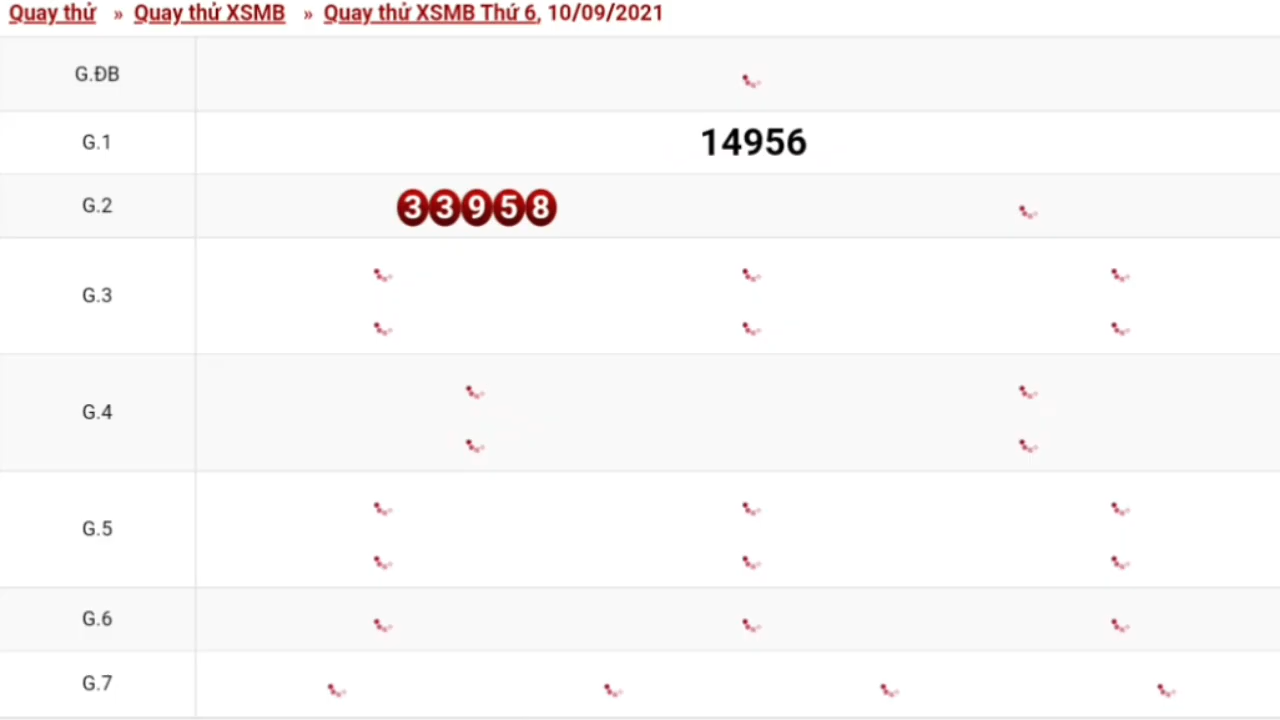 Quay thử » Quay thử XSMB » Quay thử XSMB Thứ 6, 10/09/2021
G.ĐB
G.1 14956
G.2 33958
G.3
G.4
G.5
G.6
G.7